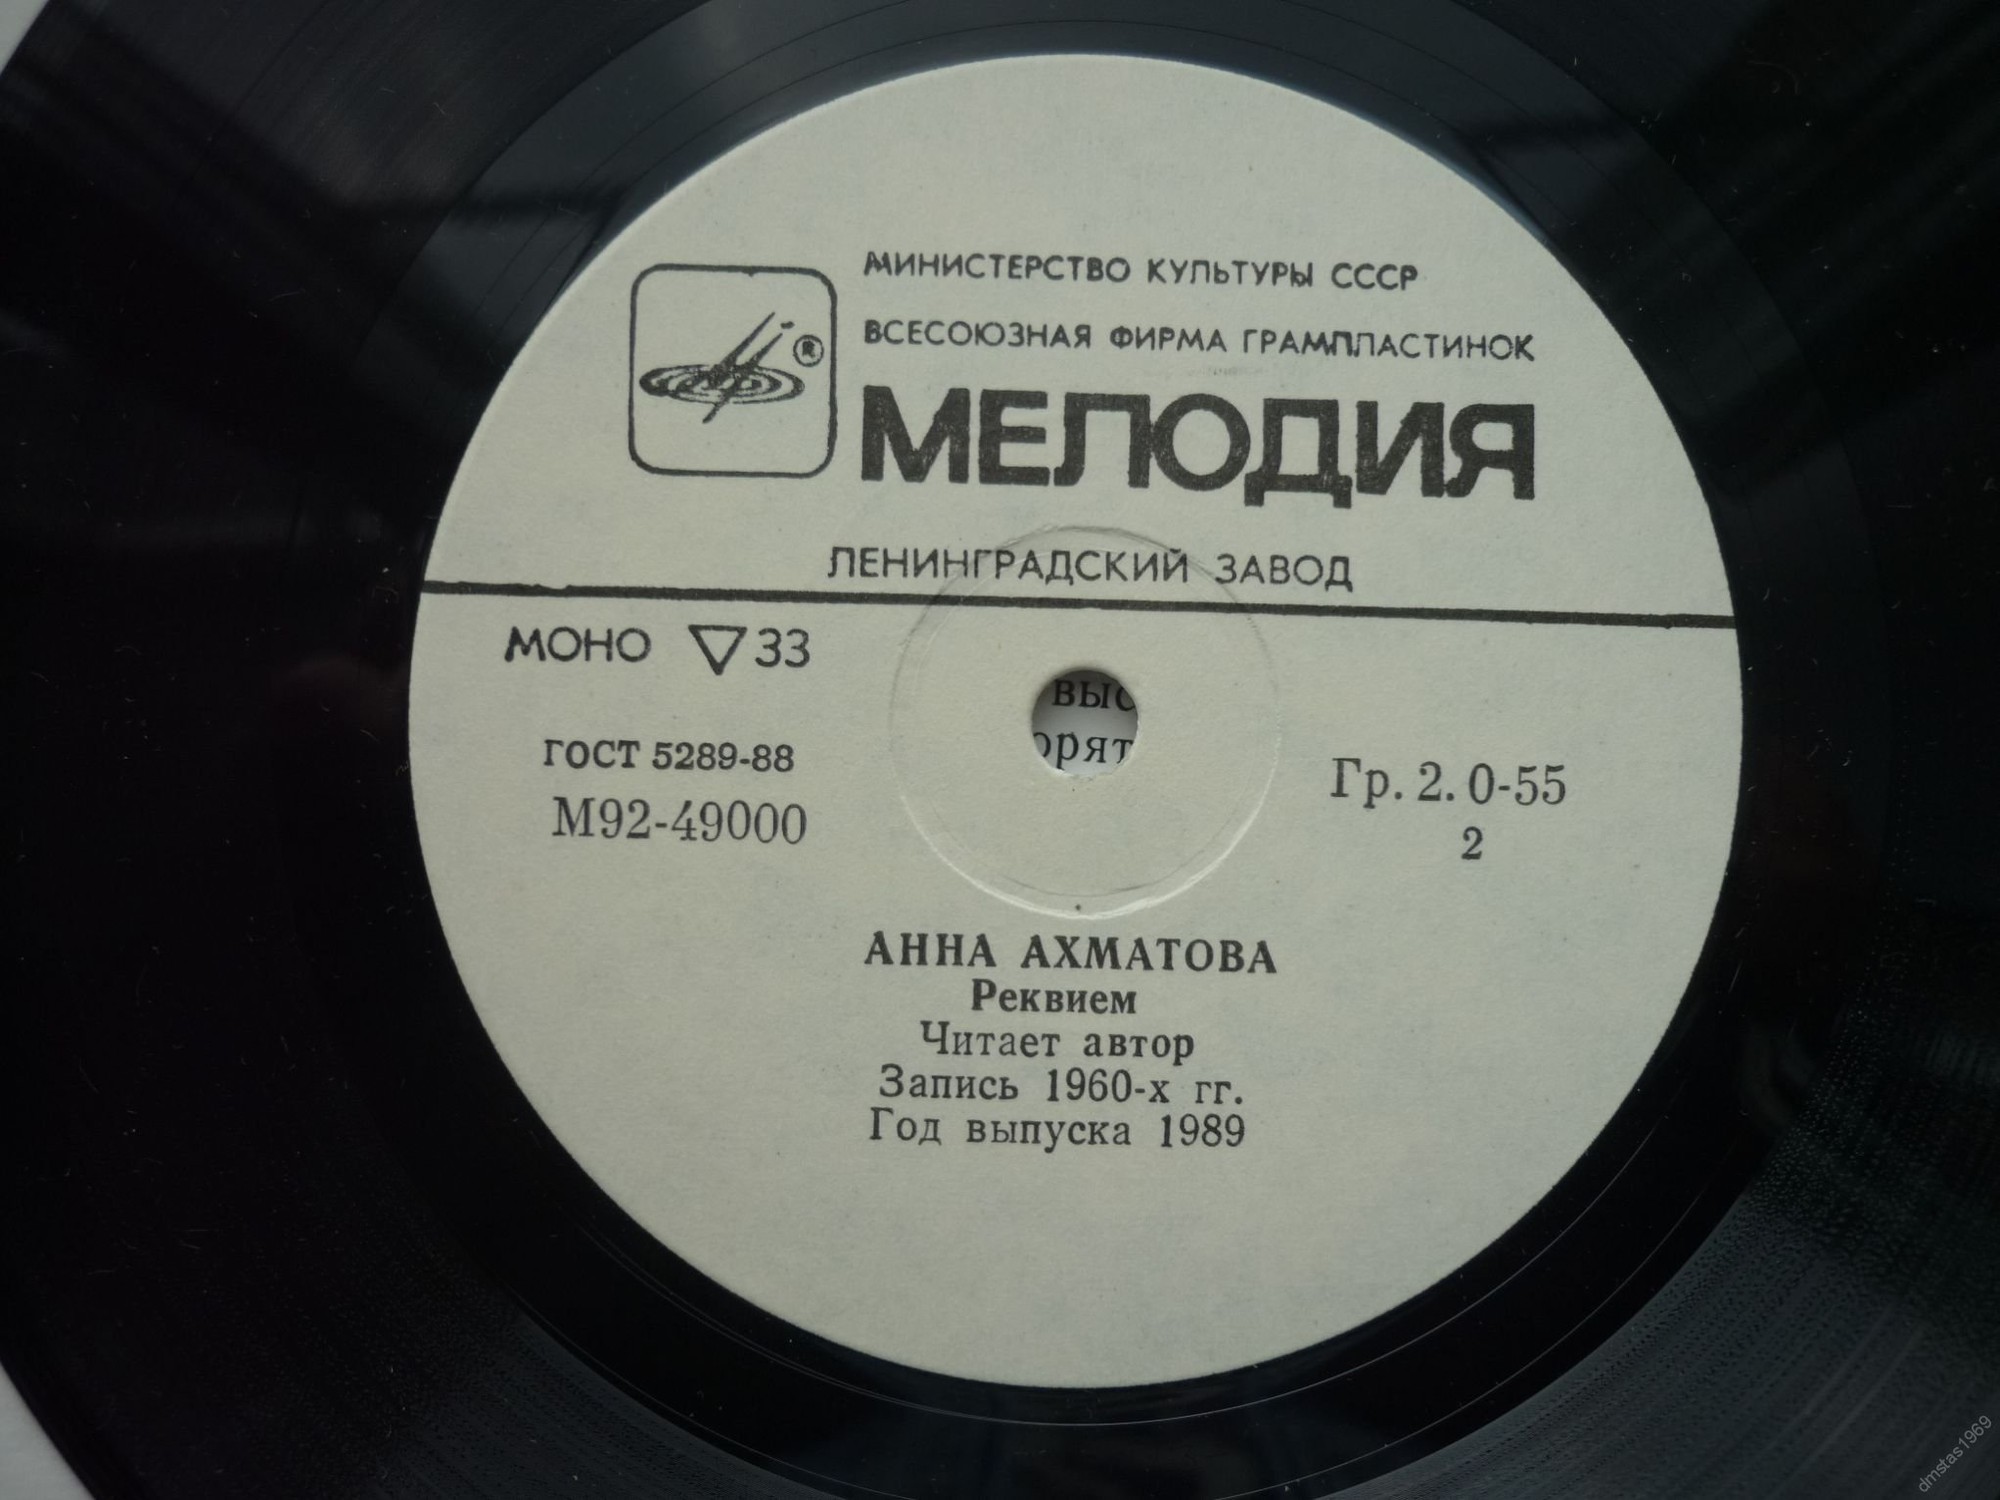 МИНИСТЕРСТВО КУЛЬТУРЫ СССР
ВСЕСОЮЗНАЯ ФИРМА ГРАМПЛАСТИНОК
®
МЕЛОДИЯ
ЛЕНИНГРАДСКИЙ ЗАВОД
МОНО ▽33
ГОСТ 5289-88
М92-49000
Гр. 2. 0-55
2
АННА АХМАТОВА
Реквием
Читает автор
Запись 1960-х гг.
Год выпуска 1989
dmstas1969